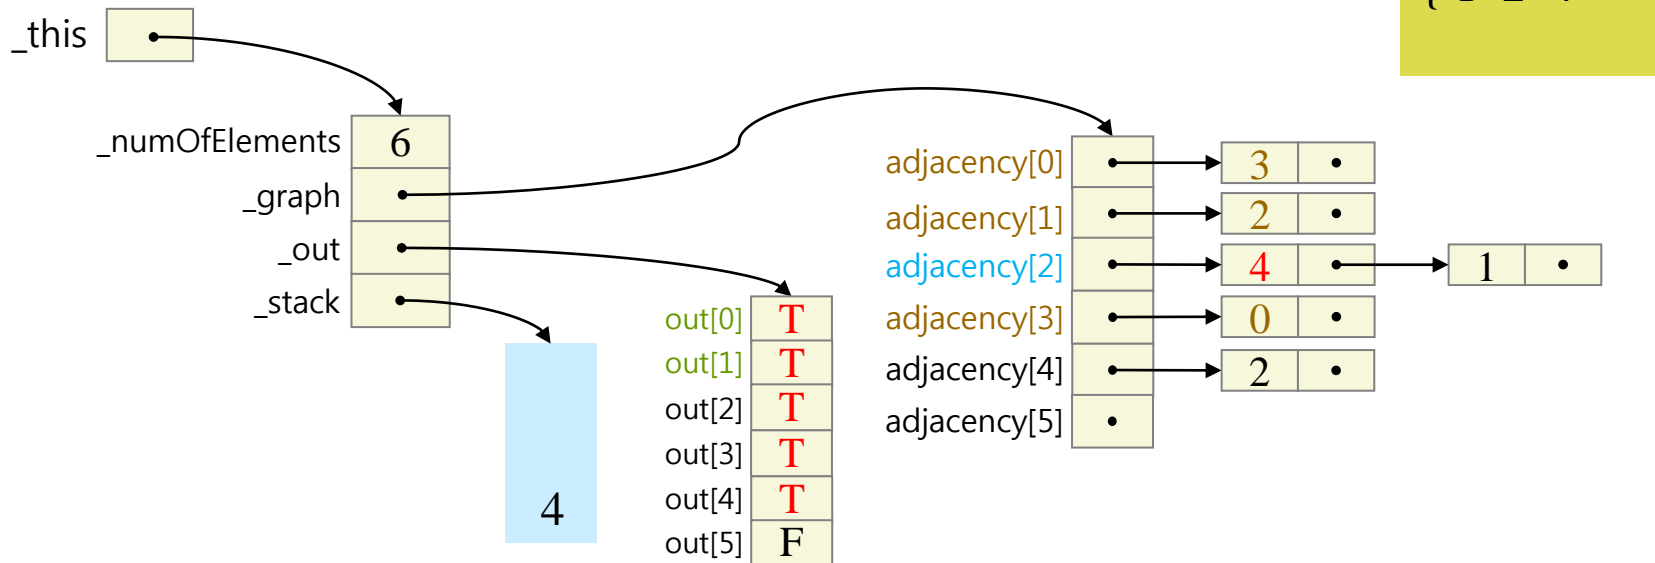 _this
_numOfElements 6
_graph
_out
_stack
4
out[0] T
out[1] T
out[2] T
out[3] T
out[4] T
out[5] F
adjacency[0] 3
adjacency[1] 2
adjacency[2] 4 1
adjacency[3] 0
adjacency[4] 2
adjacency[5]